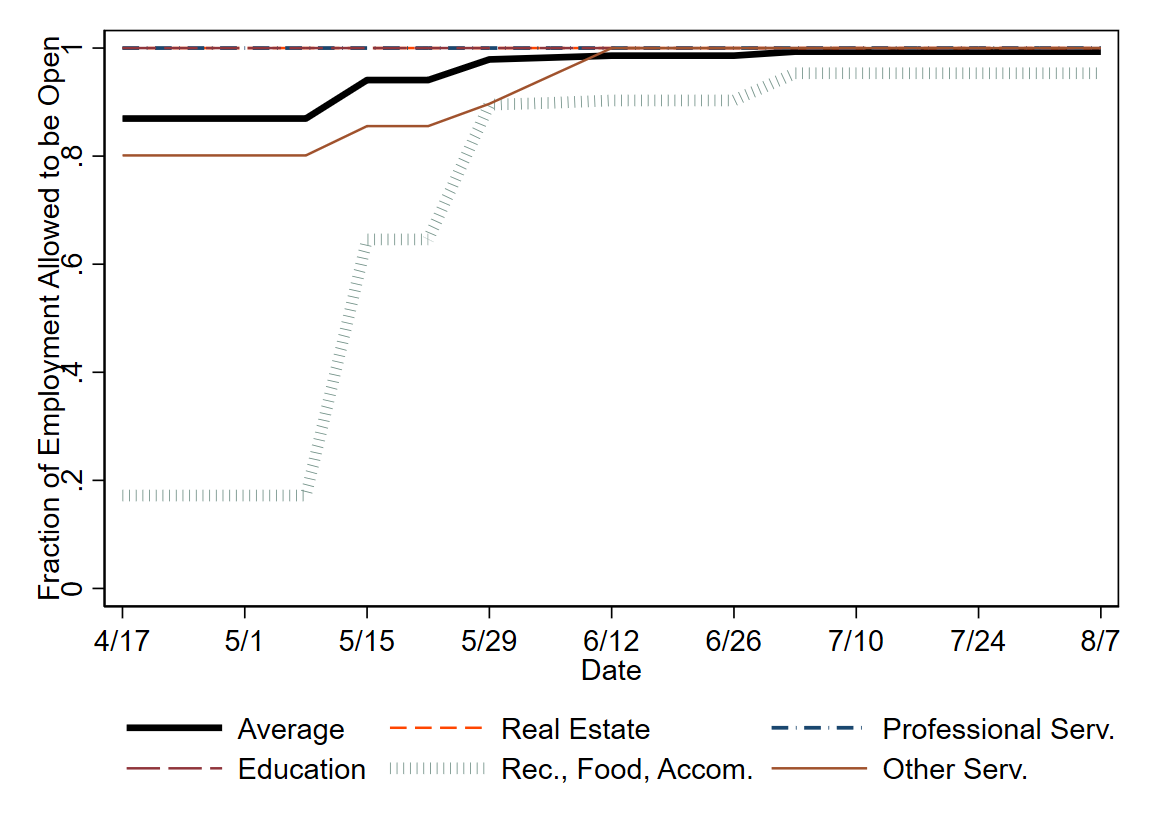 Fraction of Employment Allowed to be Open
1
.8
.6
.4
.2
0
4/17 5/1 5/15 5/29 6/12 6/26 7/10 7/24 8/7
Date
Average Real Estate Professional Serv.
Education Rec., Food, Accom. Other Serv.